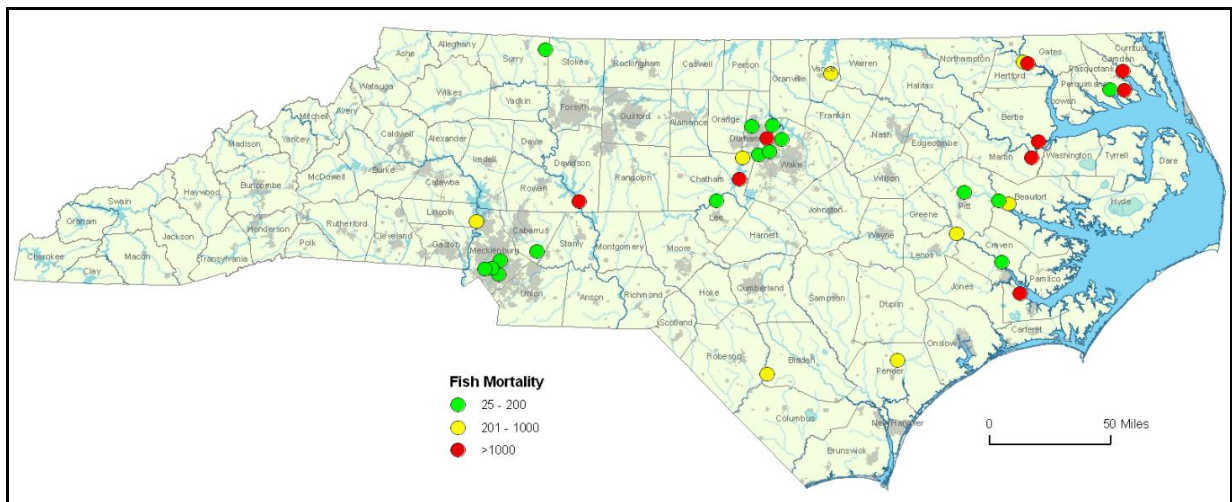 Ashe
Alleghany
Surry
Stokes
Rockingham
Caswell
Person
Granville
Vance
Warren
Northampton
Hertford
Gates
Pasquotank
Camden
Perquimans
Watauga
Wilkes
Yadkin
Forsyth
Guilford
Alamance
Orange
Durham
Franklin
Halifax
Bertie
Mitchell
Avery
Caldwell
Alexander
Davie
Yancey
Madison
Iredell
Davidson
Randolph
Chatham
Wake
Nash
Edgecombe
Martin
Washington
Tyrrell
Dare
Haywood
Buncombe
McDowell
Burke
Catawba
Rowan
Wilson
Pitt
Beaufort
Hyde
Swain
Graham
Jackson
Henderson
Rutherford
Cleveland
Lincoln
Gaston
Cabarrus
Mecklenburg
Stanly
Montgomery
Moore
Lee
Harnett
Johnston
Wayne
Greene
Lenoir
Craven
Pamlico
Cherokee
Clay
Macon
Transylvania
Polk
Union
Anson
Richmond
Hoke
Cumberland
Sampson
Duplin
Jones
Carteret
Scotland
Robeson
Bladen
Pender
Onslow
Columbus
New Hanover
Brunswick
Fish Mortality
25 - 200
201 - 1000
>1000
0 50 Miles